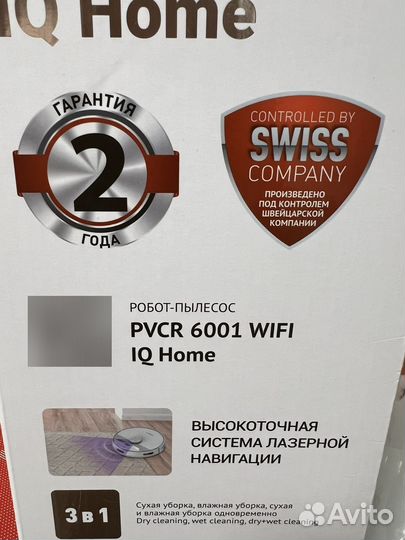 IQ Home
ГАРАНТИЯ
2
ГОДА
CONTROLLED BY
SWISS
COMPANY
ПРОИЗВЕДЕНО
ПОД КОНТРОЛЕМ
ШВЕЙЦАРСКОЙ
КОМПАНИИ
РОБОТ-ПЫЛЕСОС
PVCR 6001 WIFI
IQ Home
ВЫСОКОТОЧНАЯ
СИСТЕМА ЛАЗЕРНОЙ
НАВИГАЦИИ
3 в 1
Сухая уборка, влажная уборка, сухая
и влажная уборка одновременно
Dry cleaning, wet cleaning, dry+wet cleaning
Avito